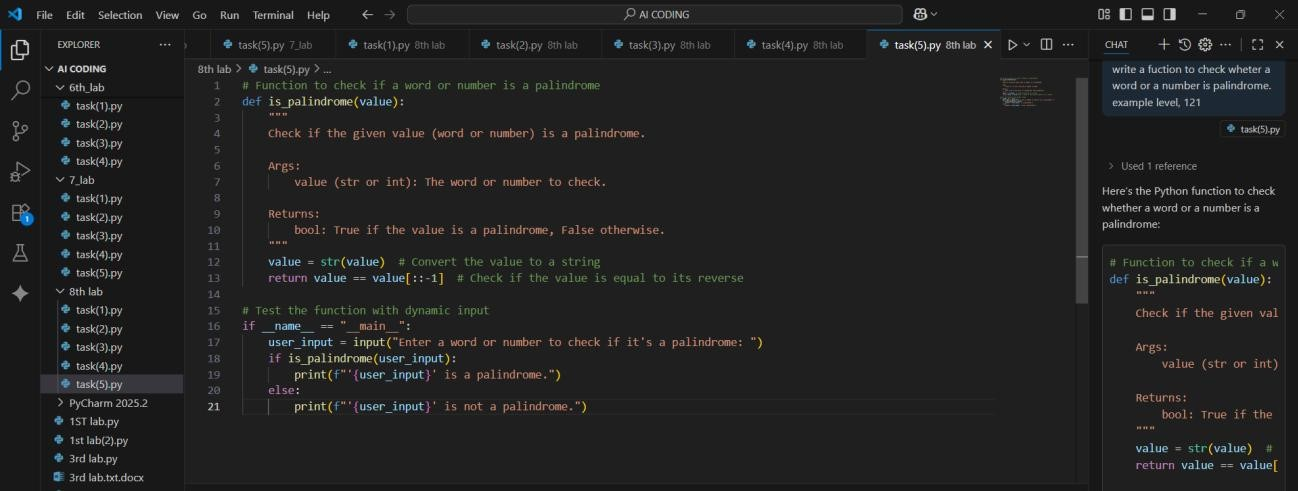 File Edit Selection View Go Run Terminal Help
AI CODING
EXPLORER
AI CODING
6th_lab
task(1).py
task(2).py
task(3).py
task(4).py
7_lab
task(1).py
task(2).py
task(3).py
task(4).py
task(5).py
8th lab
task(1).py
task(2).py
task(3).py
task(4).py
task(5).py
PyCharm 2025.2
1ST lab.py
1st lab(2).py
3rd lab.py
3rd lab.txt.docx
1
task(5).py 7_lab task(1).py 8th lab task(2).py 8th lab task(3).py 8th lab task(4).py 8th lab task(5).py 8th lab
8th lab > task(5).py > ...
1 # Function to check if a word or number is a palindrome
2 def is_palindrome(value):
3 """
4 Check if the given value (word or number) is a palindrome.
5
6 Args:
7 value (str or int): The word or number to check.
8
9 Returns:
10 bool: True if the value is a palindrome, False otherwise.
11 """
12 value = str(value)  # Convert the value to a string
13 return value == value[::-1]  # Check if the value is equal to its reverse
14
15 # Test the function with dynamic input
16 if __name__ == "__main__":
17 user_input = input("Enter a word or number to check if it's a palindrome: ")
18 if is_palindrome(user_input):
19 print(f"'{user_input}' is a palindrome.")
20 else:
21 print(f"'{user_input}' is not a palindrome.")
CHAT
write a fuction to check wheter a
word or a number is palindrome.
example level, 121
task(5).py
Used 1 reference
Here's the Python function to check
whether a word or a number is a
palindrome:
# Function to check if a w
def is_palindrome(value):
"""
Check if the given val
Args:
value (str or int)
Returns:
bool: True if the
"""
value = str(value)  #
return value == value[